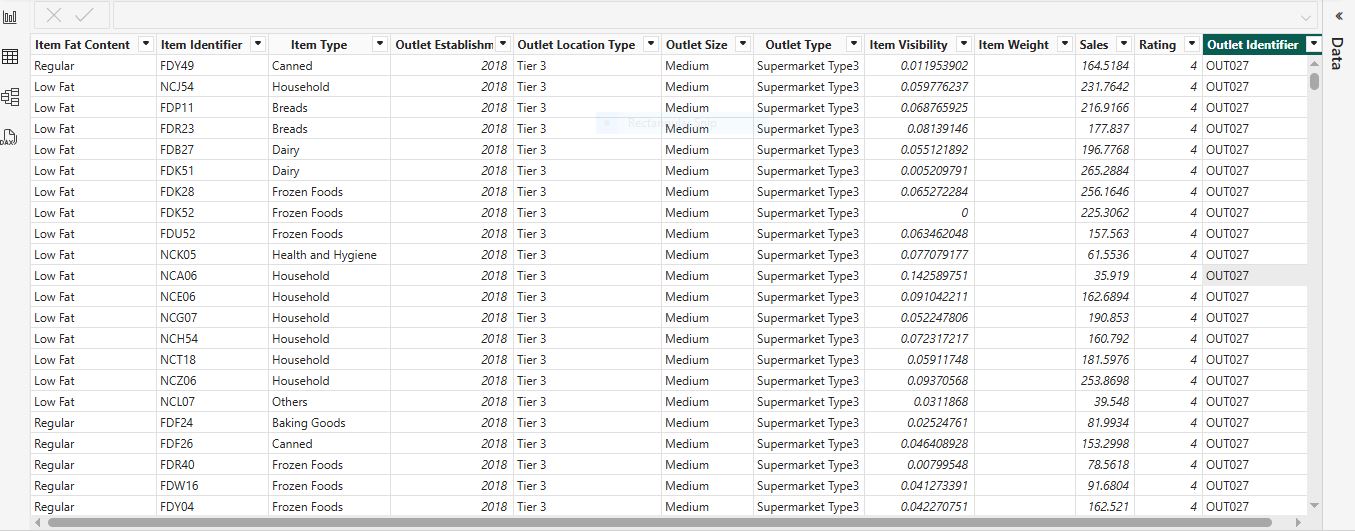 Item Fat Content Item Identifier Item Type Outlet Establishm Outlet Location Type Outlet Size Outlet Type Item Visibility Item Weight Sales Rating Outlet Identifier
Regular FDY49 Canned 2018 Tier 3 Medium Supermarket Type3 0.011953902 164.5184 4 OUT027
Low Fat NCJ54 Household 2018 Tier 3 Medium Supermarket Type3 0.059776237 231.7642 4 OUT027
Low Fat FDP11 Breads 2018 Tier 3 Medium Supermarket Type3 0.068765925 216.9166 4 OUT027
Low Fat FDR23 Breads 2018 Tier 3 Medium Supermarket Type3 0.08139146 177.837 4 OUT027
Low Fat FDB27 Dairy 2018 Tier 3 Medium Supermarket Type3 0.055121892 196.7768 4 OUT027
Low Fat FDK51 Dairy 2018 Tier 3 Medium Supermarket Type3 0.005209791 265.2884 4 OUT027
Low Fat FDK28 Frozen Foods 2018 Tier 3 Medium Supermarket Type3 0.065272284 256.1646 4 OUT027
Low Fat FDK52 Frozen Foods 2018 Tier 3 Medium Supermarket Type3 0 225.3062 4 OUT027
Low Fat FDU52 Frozen Foods 2018 Tier 3 Medium Supermarket Type3 0.063462048 157.563 4 OUT027
Low Fat NCK05 Health and Hygiene 2018 Tier 3 Medium Supermarket Type3 0.077079177 61.5536 4 OUT027
Low Fat NCA06 Household 2018 Tier 3 Medium Supermarket Type3 0.142589751 35.919 4 OUT027
Low Fat NCE06 Household 2018 Tier 3 Medium Supermarket Type3 0.091042211 162.6894 4 OUT027
Low Fat NCG07 Household 2018 Tier 3 Medium Supermarket Type3 0.052247806 190.853 4 OUT027
Low Fat NCH54 Household 2018 Tier 3 Medium Supermarket Type3 0.072317217 160.792 4 OUT027
Low Fat NCT18 Household 2018 Tier 3 Medium Supermarket Type3 0.05911748 181.5976 4 OUT027
Low Fat NCZ06 Household 2018 Tier 3 Medium Supermarket Type3 0.09370568 253.8698 4 OUT027
Low Fat NCL07 Others 2018 Tier 3 Medium Supermarket Type3 0.0311868 39.548 4 OUT027
Regular FDF24 Baking Goods 2018 Tier 3 Medium Supermarket Type3 0.02524761 81.9934 4 OUT027
Regular FDF26 Canned 2018 Tier 3 Medium Supermarket Type3 0.046408928 153.2998 4 OUT027
Regular FDR40 Frozen Foods 2018 Tier 3 Medium Supermarket Type3 0.00799548 78.5618 4 OUT027
Regular FDW16 Frozen Foods 2018 Tier 3 Medium Supermarket Type3 0.041273391 91.6804 4 OUT027
Regular FDY04 Frozen Foods 2018 Tier 3 Medium Supermarket Type3 0.042270751 162.521 4 OUT027
DAX
Data